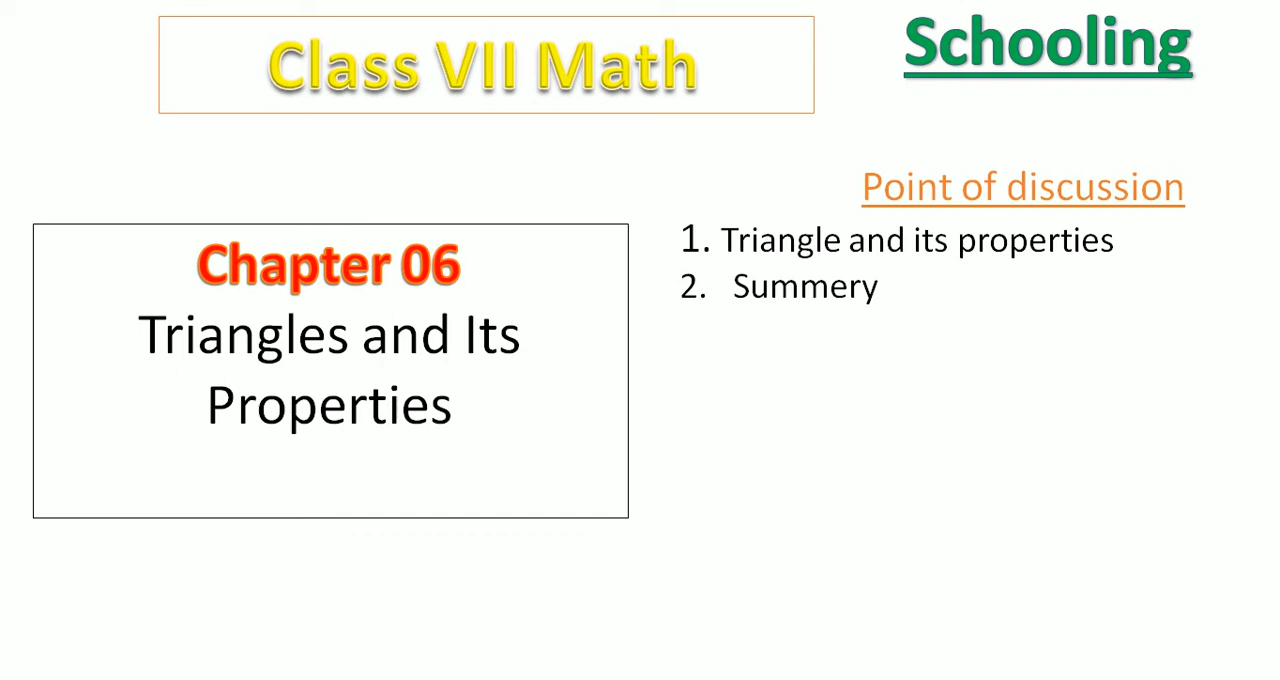 Class VII Math
Schooling
Chapter 06
Triangles and Its
Properties
Point of discussion
1. Triangle and its properties
2. Summery